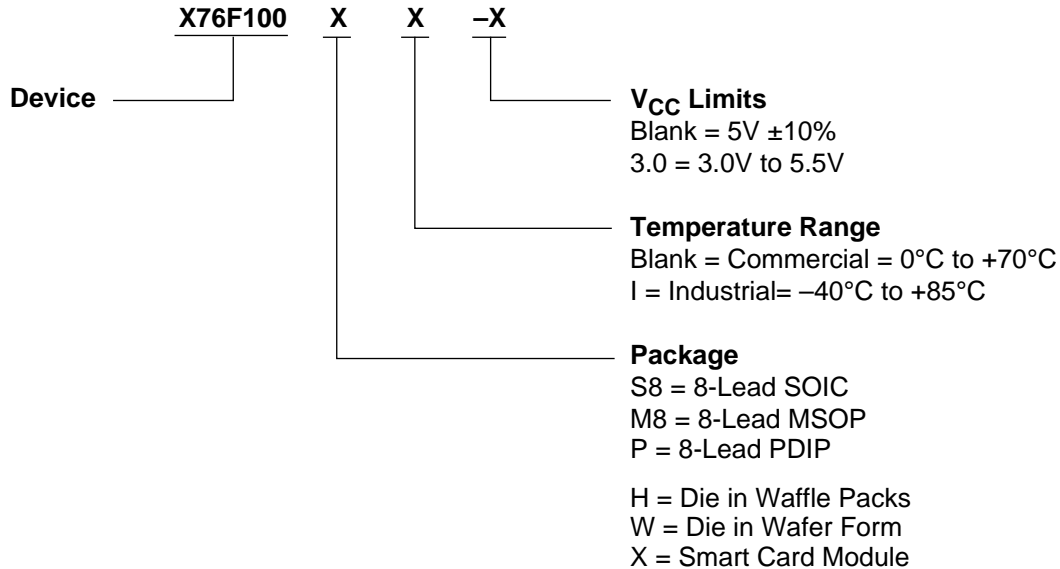 X76F100 X X –X
Device
VCC Limits
Blank = 5V ±10%
3.0 = 3.0V to 5.5V
Temperature Range
Blank = Commercial = 0°C to +70°C
I = Industrial= –40°C to +85°C
Package
S8 = 8-Lead SOIC
M8 = 8-Lead MSOP
P = 8-Lead PDIP
H = Die in Waffle Packs
W = Die in Wafer Form
X = Smart Card Module